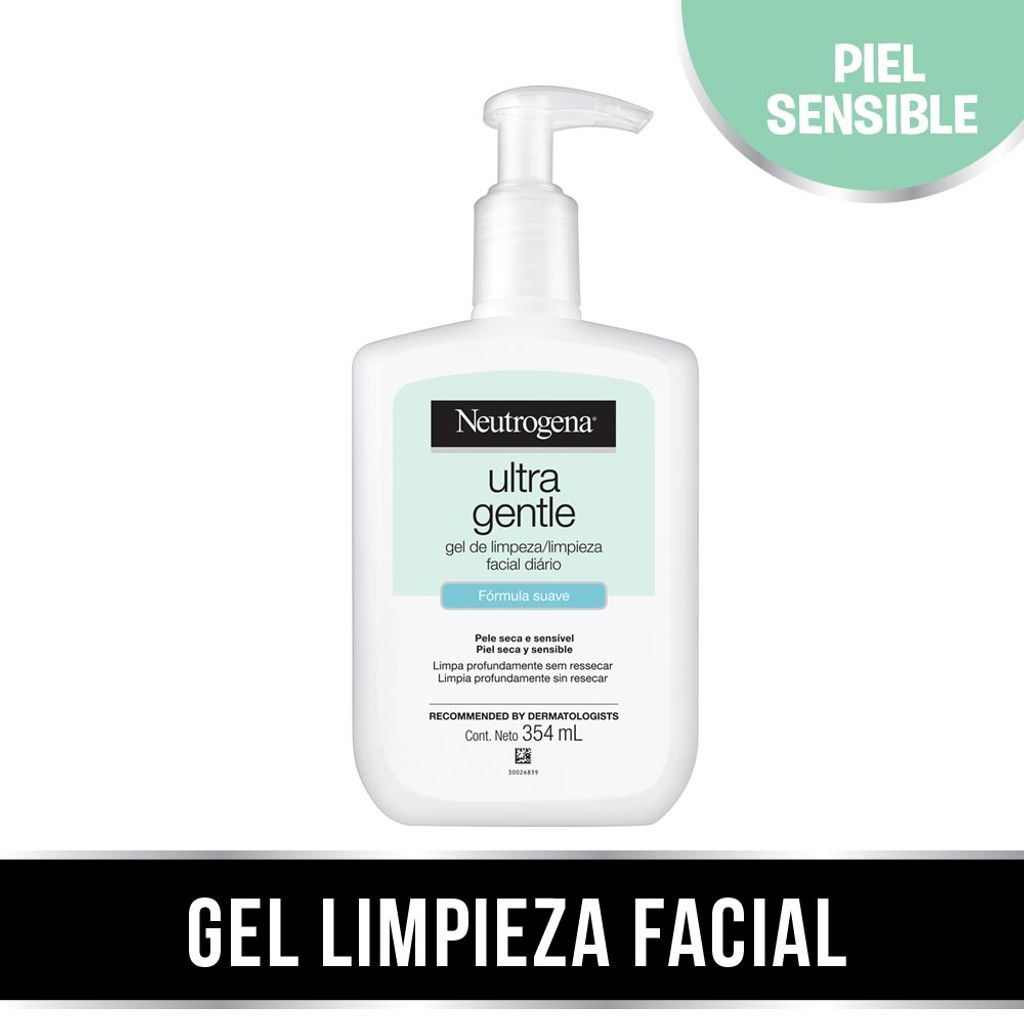 PIEL
SENSIBLE
Neutrogena®
ultra
gentle
gel de limpeza/limpieza
facial diário
Fórmula suave
Pele seca e sensível
Piel seca y sensible
Limpa profundamente sem ressecar
Limpia profundamente sin resecar
RECOMMENDED BY DERMATOLOGISTS
Cont. Neto 354 mL
30026839
GEL LIMPIEZA FACIAL